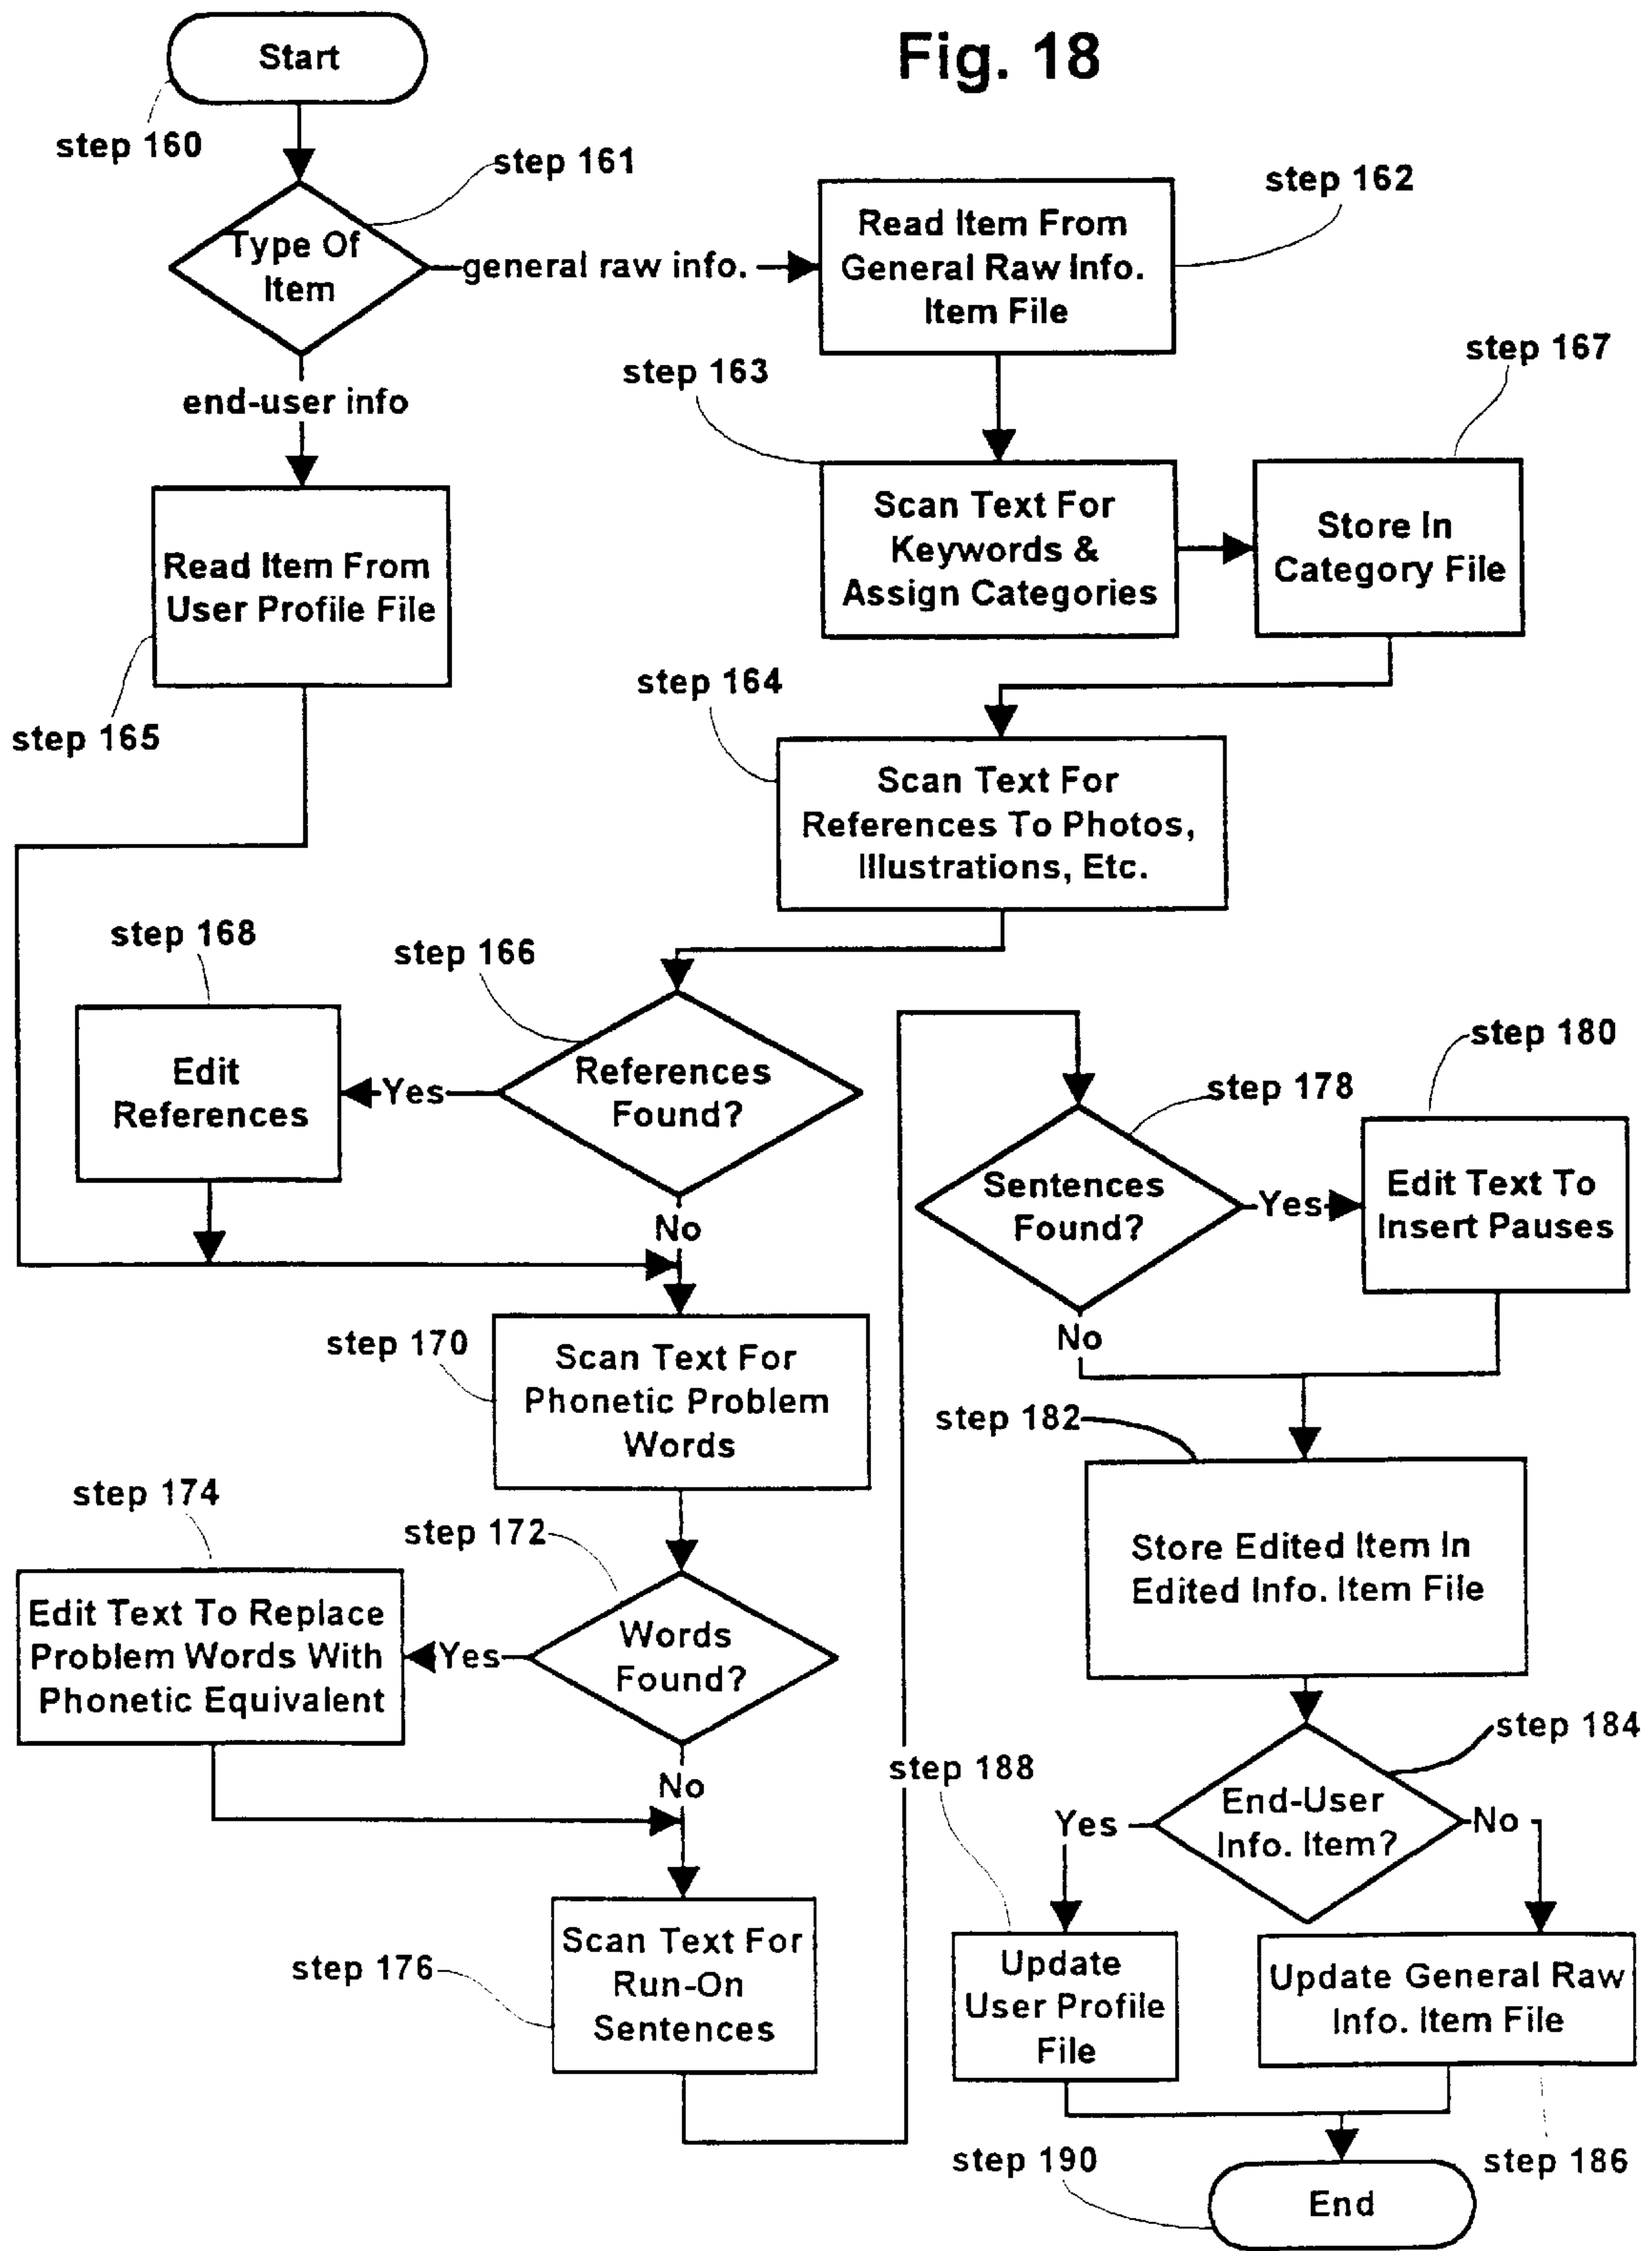 Fig. 18
Start
step 160
step 161
Type Of
Item
general raw info.
Read Item From
General Raw Info.
Item File
step 162
end-user info
step 163
step 167
Scan Text For
Keywords &
Assign Categories
Store In
Category File
Read Item From
User Profile File
step 165
step 164
Scan Text For
References To Photos,
Illustrations, Etc.
step 168
step 166
Edit
References
Yes
References
Found?
No
step 170
Scan Text For
Phonetic Problem
Words
step 174
step 172
Edit Text To Replace
Problem Words With
Phonetic Equivalent
Yes
Words
Found?
No
step 176
Scan Text For
Run-On
Sentences
step 178
step 180
Sentences
Found?
Yes
Edit Text To
Insert Pauses
No
step 182
Store Edited Item In
Edited Info. Item File
step 184
step 188
Yes
End-User
Info. Item?
No
Update
User Profile
File
Update General Raw
Info. Item File
step 190
step 186
End